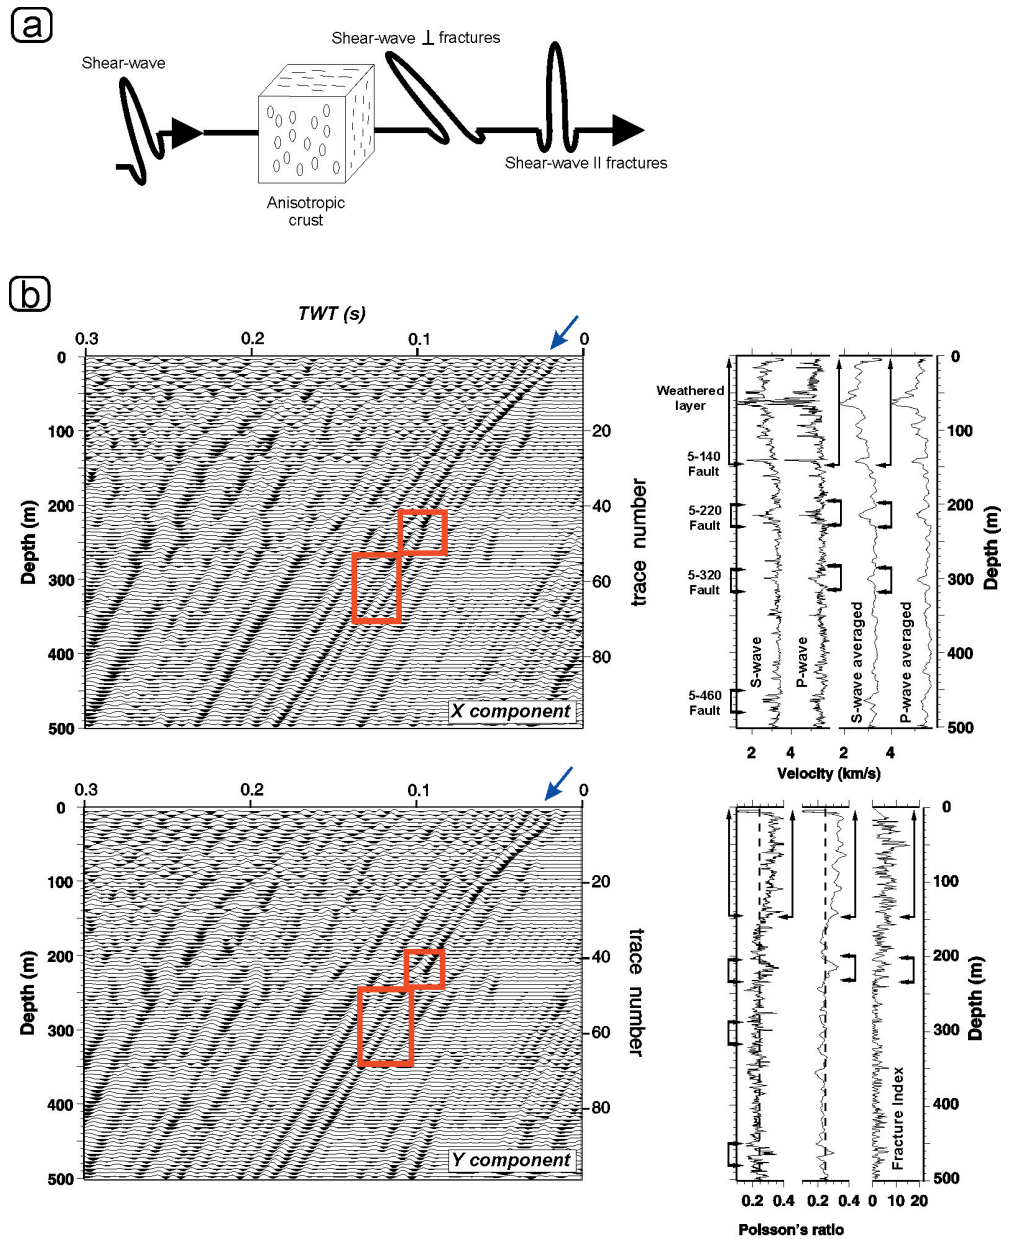 a
Shear-wave ⊥ fractures
Shear-wave
Shear-wave II fractures
Anisotropic
crust
b
TWT (s)
0.3 0.2 0.1 0
0
100
200
300
400
500
Depth (m)
20
40
60
80
trace number
X component
Weathered
layer
5-140
Fault
5-220
Fault
5-320
Fault
5-460
Fault
S-wave
P-wave
S-wave averaged
P-wave averaged
0
100
200
300
400
500
Depth (m)
2 4 2 4
Velocity (km/s)
0.3 0.2 0.1 0
0
100
200
300
400
500
Depth (m)
20
40
60
80
trace number
Y component
Fracture Index
0
100
200
300
400
500
Depth (m)
0.2 0.4 0.2 0.4 0 10 20
Poisson's ratio